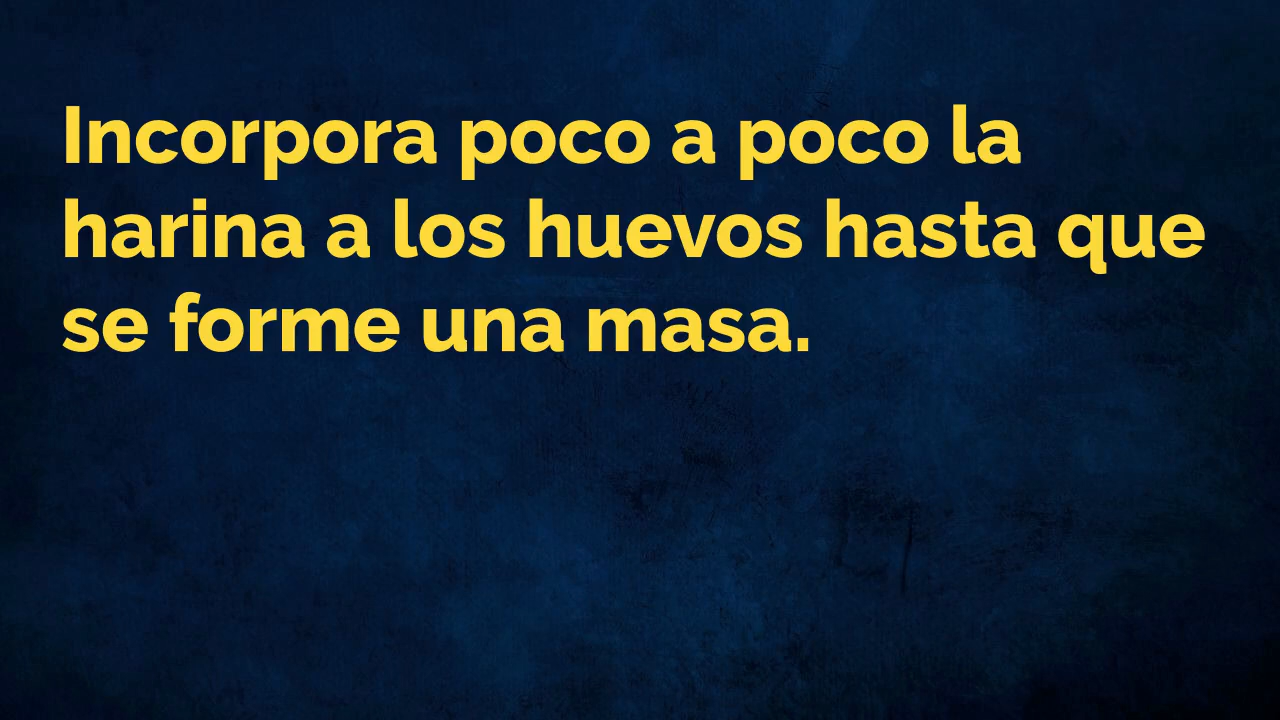 Incorpora poco a poco la
harina a los huevos hasta que
se forme una masa.